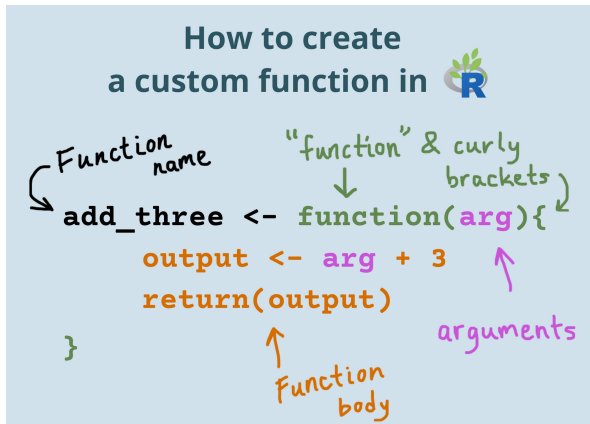 How to create
a custom function in R
Function
name
"function" & curly
brackets
add_three <- function(arg){
output <- arg + 3
return(output)
}
arguments
Function
body